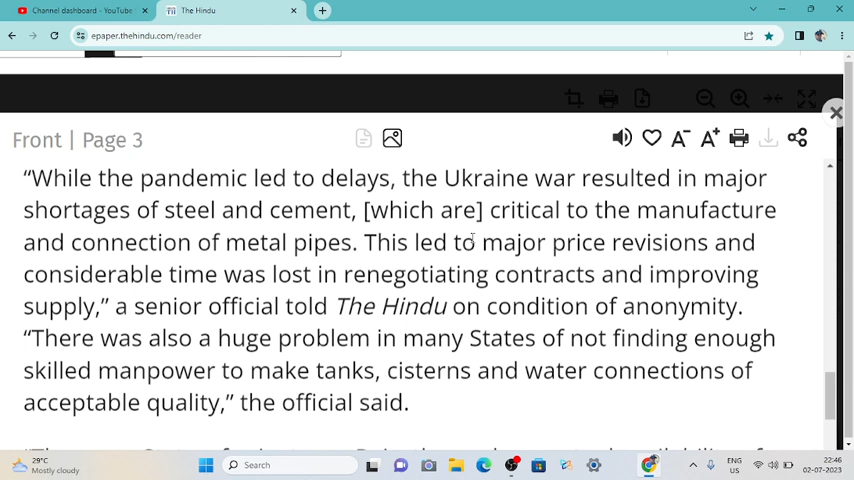 Channel dashboard - YouTube
The Hindu
epaper.thehindu.com/reader
Front | Page 3
A- A+
“While the pandemic led to delays, the Ukraine war resulted in major
shortages of steel and cement, [which are] critical to the manufacture
and connection of metal pipes. This led to major price revisions and
considerable time was lost in renegotiating contracts and improving
supply,” a senior official told The Hindu on condition of anonymity.
“There was also a huge problem in many States of not finding enough
skilled manpower to make tanks, cisterns and water connections of
acceptable quality,” the official said.
29°C
Mostly cloudy
Search
ENG
US
22:46
02-07-2023